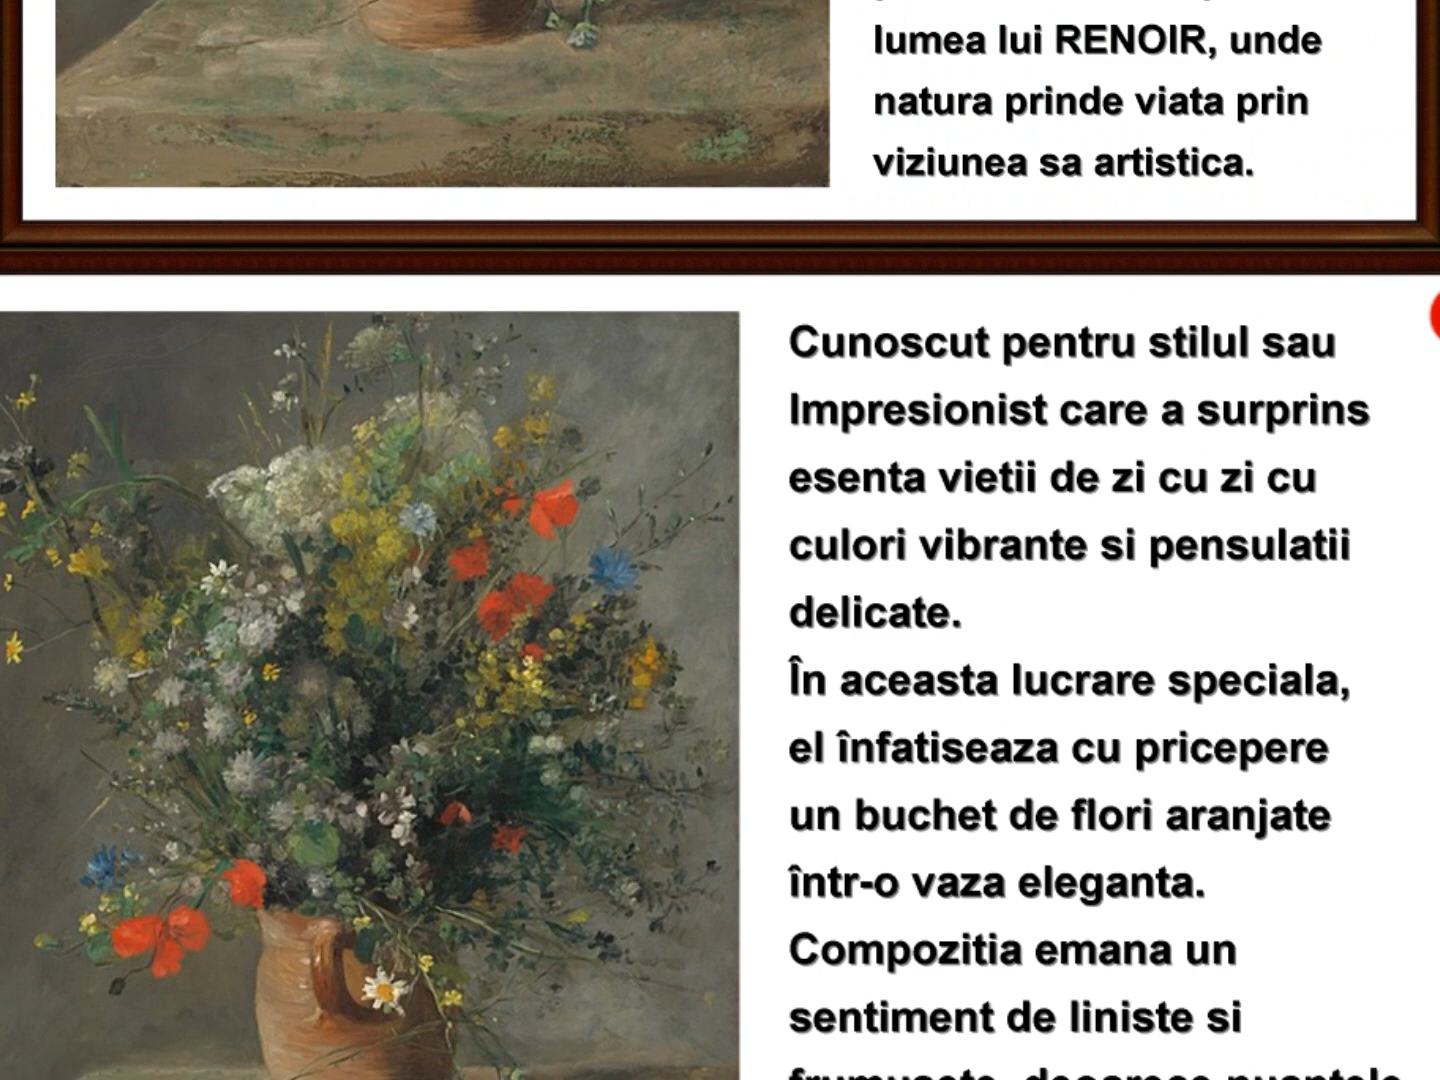 lumea lui RENOIR, unde
natura prinde viata prin
viziunea sa artistica.
Cunoscut pentru stilul sau
Impresionist care a surprins
esenta vietii de zi cu zi cu
culori vibrante si pensulatii
delicate.
În aceasta lucrare speciala,
el înfatiseaza cu pricepere
un buchet de flori aranjate
într-o vaza eleganta.
Compozitia emana un
sentiment de liniste si